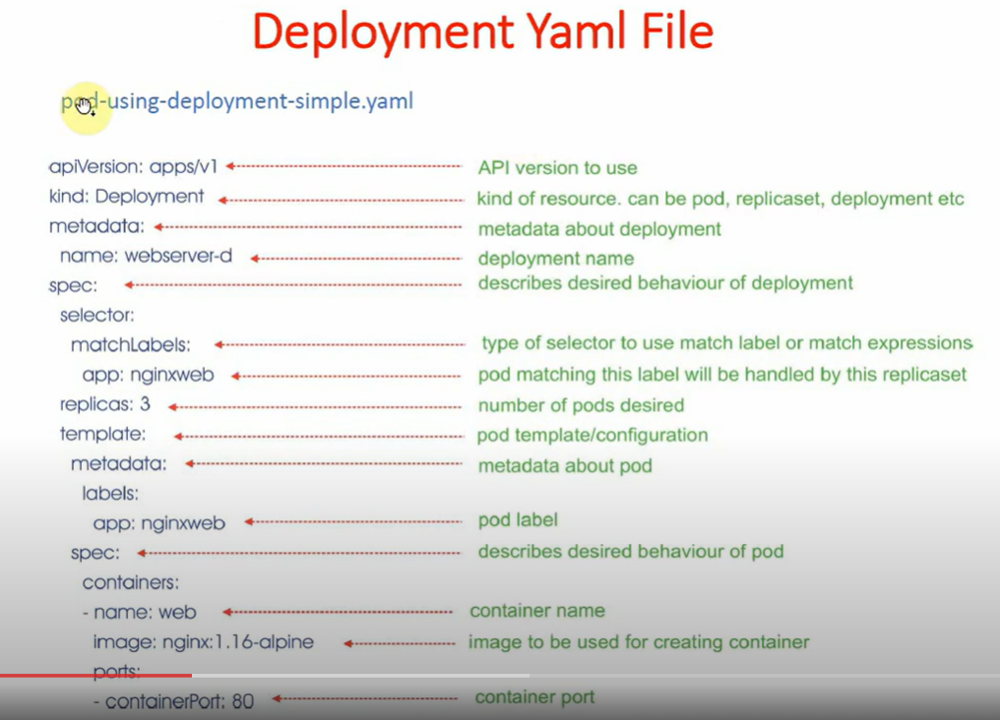 Deployment Yaml File
pod-using-deployment-simple.yaml
apiVersion: apps/v1 API version to use
kind: Deployment kind of resource. can be pod, replicaset, deployment etc
metadata: metadata about deployment
name: webserver-d deployment name
spec: describes desired behaviour of deployment
selector:
matchLabels: type of selector to use match label or match expressions
app: nginxweb pod matching this label will be handled by this replicaset
replicas: 3 number of pods desired
template: pod template/configuration
metadata: metadata about pod
labels:
app: nginxweb pod label
spec: describes desired behaviour of pod
containers:
- name: web container name
image: nginx:1.16-alpine image to be used for creating container
ports:
- containerPort: 80 container port